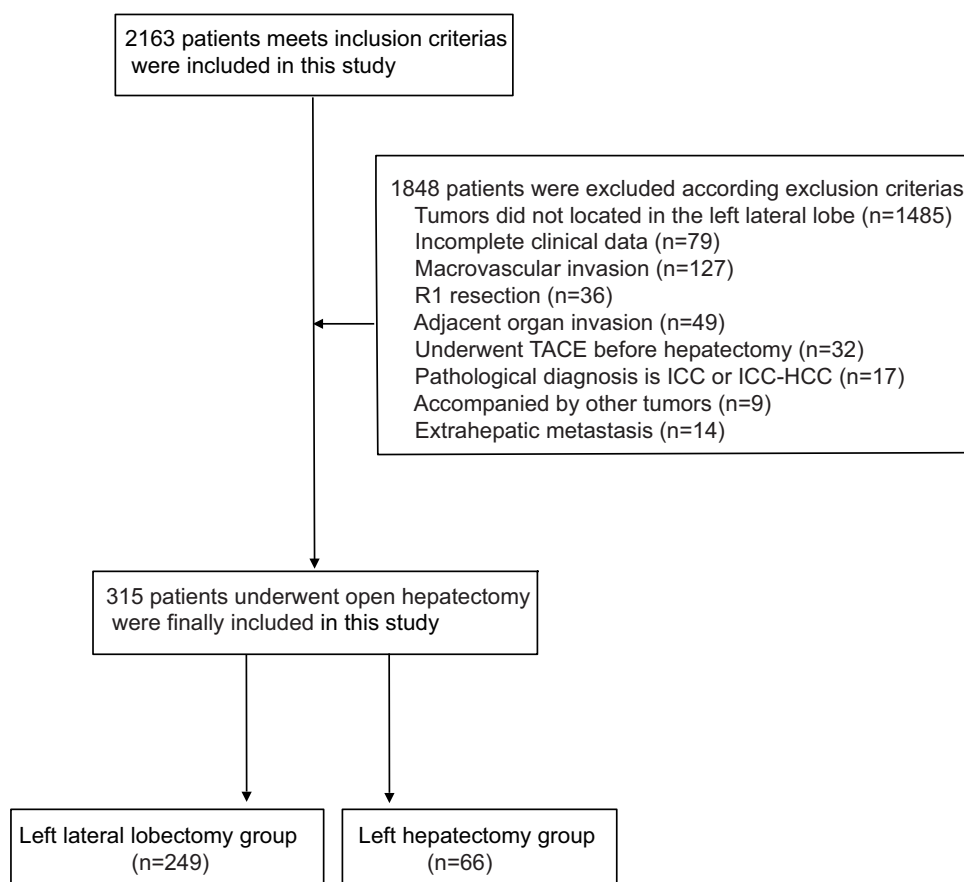 2163 patients meets inclusion criterias
were included in this study
1848 patients were excluded according exclusion criterias
Tumors did not located in the left lateral lobe (n=1485)
Incomplete clinical data (n=79)
Macrovascular invasion (n=127)
R1 resection (n=36)
Adjacent organ invasion (n=49)
Underwent TACE before hepatectomy (n=32)
Pathological diagnosis is ICC or ICC-HCC (n=17)
Accompanied by other tumors (n=9)
Extrahepatic metastasis (n=14)
315 patients underwent open hepatectomy
were finally included in this study
Left lateral lobectomy group
(n=249)
Left hepatectomy group
(n=66)